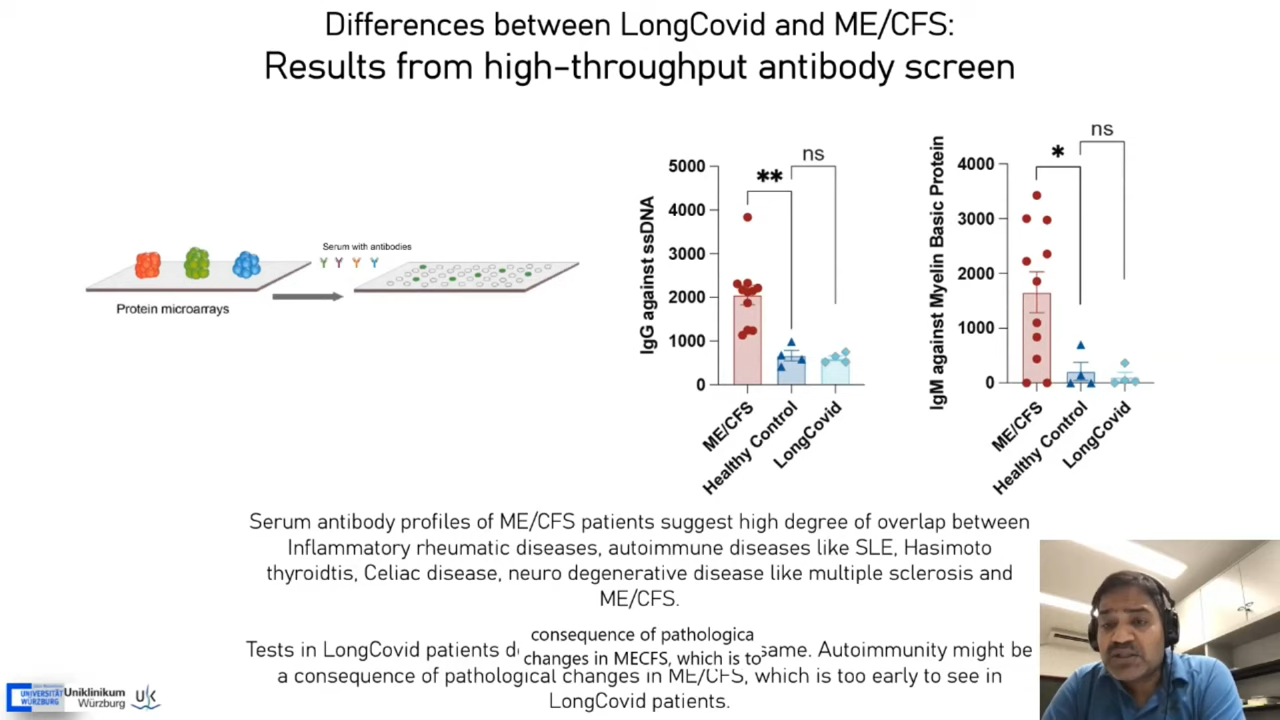 Differences between LongCovid and ME/CFS:
Results from high-throughput antibody screen
Serum with antibodies
Protein microarrays
IgG against ssDNA
5000
4000
3000
2000
1000
0
**
ns
ME/CFS
Healthy Control
LongCovid
IgM against Myelin Basic Protein
4000
3000
2000
1000
0
*
ns
ME/CFS
Healthy Control
LongCovid
Serum antibody profiles of ME/CFS patients suggest high degree of overlap between
Inflammatory rheumatic diseases, autoimmune diseases like SLE, Hasimoto
thyroidtis, Celiac disease, neuro degenerative disease like multiple sclerosis and
ME/CFS.
Tests in LongCovid patients same. Autoimmunity might be
a consequence of pathological changes in ME/CFS, which is too early to see in
LongCovid patients.
consequence of pathologica
changes in MECFS, which is to
UNIVERSITÄT
WÜRZBURG
Uniklinikum
Würzburg
UK